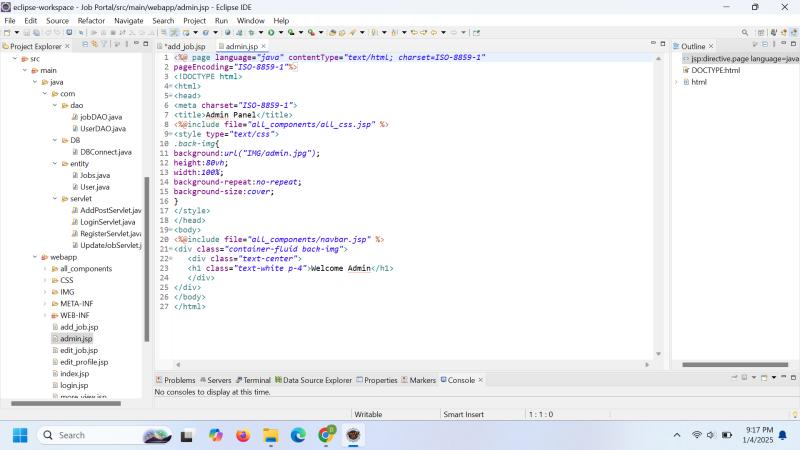 eclipse-workspace - Job Portal/src/main/webapp/admin.jsp - Eclipse IDE
File Edit Source Refactor Navigate Search Project Run Window Help
Project Explorer
src
main
java
com
dao
jobDAO.java
UserDAO.java
DB
DBConnect.java
entity
Jobs.java
User.java
servlet
AddPostServlet.java
LoginServlet.java
RegisterServlet.java
UpdateJobServlet.j
webapp
all_components
CSS
IMG
META-INF
WEB-INF
add_job.jsp
admin.jsp
edit_job.jsp
edit_profile.jsp
index.jsp
login.jsp
more_view.jsp
*add_job.jsp admin.jsp
1 <%@ page language="java" contentType="text/html; charset=ISO-8859-1"
2 pageEncoding="ISO-8859-1"%>
3 <!DOCTYPE html>
4 <html>
5 <head>
6 <meta charset="ISO-8859-1">
7 <title>Admin Panel</title>
8 <%@include file="all_components/all_css.jsp" %>
9 <style type="text/css">
10 .back-img{
11 background:url("IMG/admin.jpg");
12 height:80vh;
13 width:100%;
14 background-repeat:no-repeat;
15 background-size:cover;
16 }
17 </style>
18 </head>
19 <body>
20 <%@include file="all_components/navbar.jsp" %>
21 <div class="container-fluid back-img">
22 <div class="text-center">
23 <h1 class="text-white p-4">Welcome Admin</h1>
24 </div>
25 </div>
26 </body>
27 </html>
Outline
jsp:directive.page language=java
DOCTYPE:html
html
Problems Servers Terminal Data Source Explorer Properties Markers Console
No consoles to display at this time.
Writable Smart Insert 1 : 1 : 0
Search
9:17 PM
1/4/2025